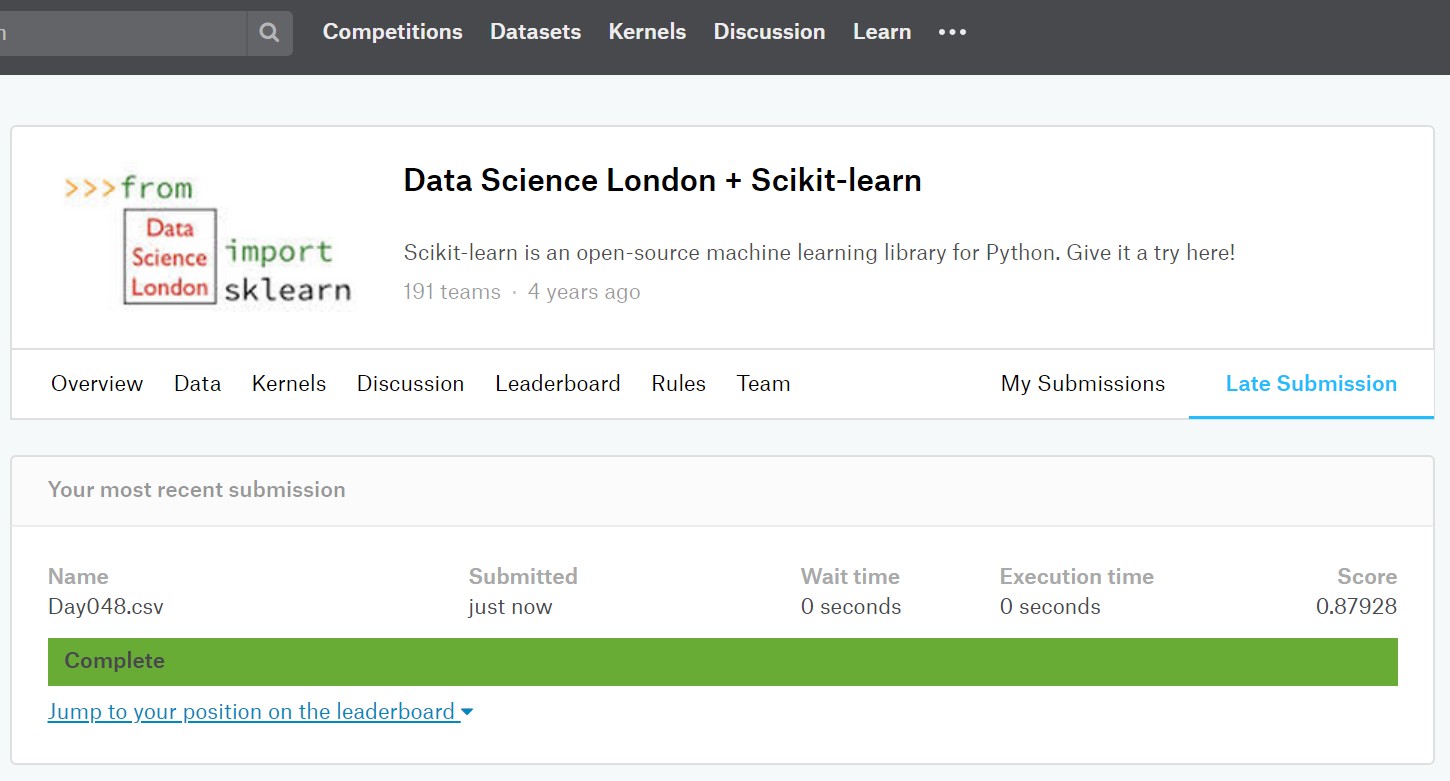 Competitions Datasets Kernels Discussion Learn •••
>>>from
Data
Science
London
import
sklearn
Data Science London + Scikit-learn
Scikit-learn is an open-source machine learning library for Python. Give it a try here!
191 teams · 4 years ago
Overview Data Kernels Discussion Leaderboard Rules Team My Submissions Late Submission
Your most recent submission
Name Submitted Wait time Execution time Score
Day048.csv just now 0 seconds 0 seconds 0.87928
Complete
Jump to your position on the leaderboard